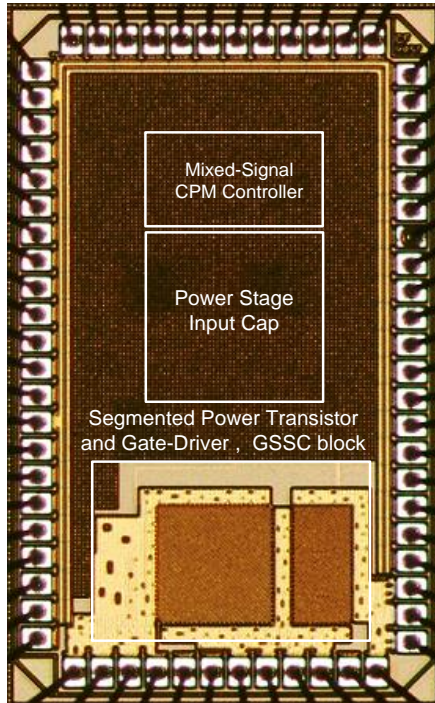 Mixed-Signal
CPM Controller
Power Stage
Input Cap
Segmented Power Transistor
and Gate-Driver , GSSC block